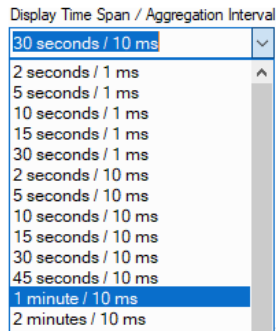 Display Time Span / Aggregation Interval
30 seconds / 10 ms
2 seconds / 1 ms
5 seconds / 1 ms
10 seconds / 1 ms
15 seconds / 1 ms
30 seconds / 1 ms
2 seconds / 10 ms
5 seconds / 10 ms
10 seconds / 10 ms
15 seconds / 10 ms
30 seconds / 10 ms
45 seconds / 10 ms
1 minute / 10 ms
2 minutes / 10 ms